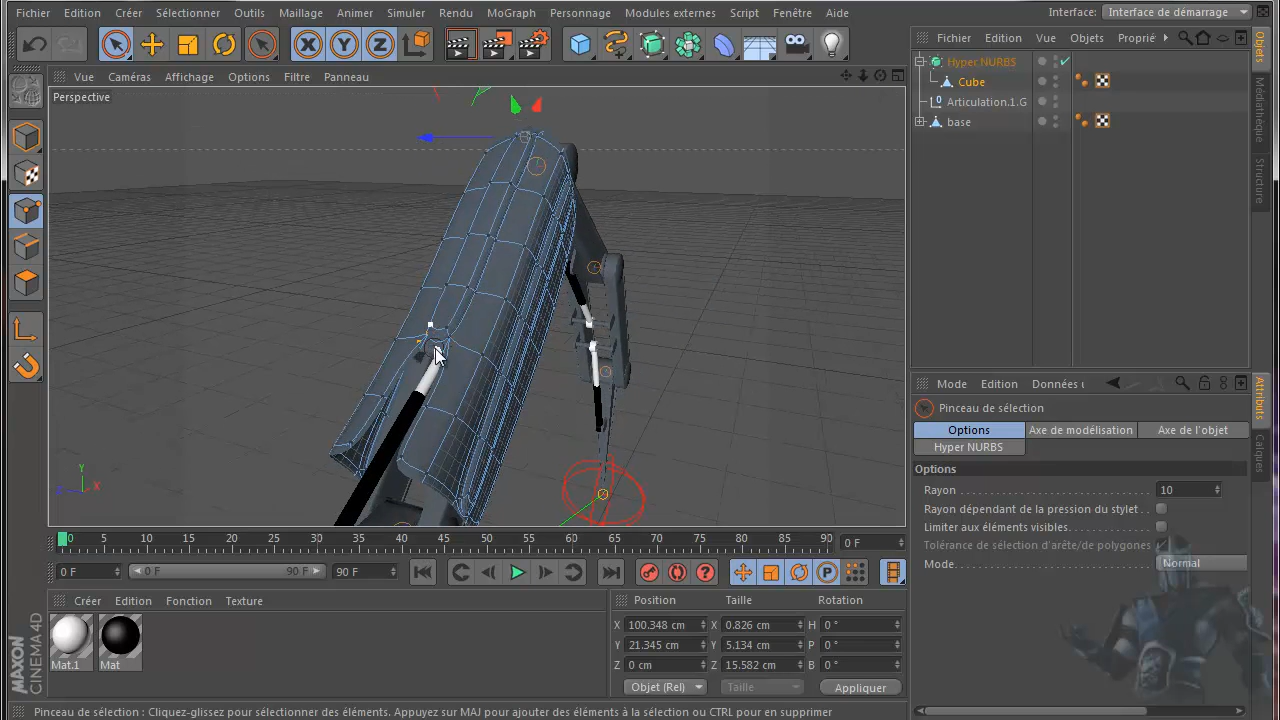 Fichier Edition Créer Sélectionner Outils Maillage Animer Simuler Rendu MoGraph Personnage Modules externes Script Fenêtre Aide Interface: Interface de démarrage
X Y Z
Vue Caméras Affichage Options Filtre Panneau
Perspective
Fichier Edition Vue Objets Proprié
Hyper NURBS
Cube
Articulation.1.G
base
Objets
Médiathèque
Structure
Mode Edition Données u
Pinceau de sélection
Options Axe de modélisation Axe de l'objet
Hyper NURBS
Options
Rayon 10
Rayon dépendant de la pression du stylet
Limiter aux éléments visibles.
Tolérance de sélection d'arête/de polygones
Mode Normal
Attributs
Calques
Y
X
0 5 10 15 20 25 30 35 40 45 50 55 60 65 70 75 80 85 90 0 F
0 F 0 F 90 F 90 F
P
Créer Edition Fonction Texture
Mat.1 Mat
Position Taille Rotation
X 100.348 cm X 0.826 cm H 0 °
Y 21.345 cm Y 5.134 cm P 0 °
Z 0 cm Z 15.582 cm B 0 °
Objet (Rel) Taille Appliquer
MAXON
CINEMA 4D
Pinceau de sélection : Cliquez-glissez pour sélectionner des éléments. Appuyez sur MAJ pour ajouter des éléments à la sélection ou CTRL pour en supprimer